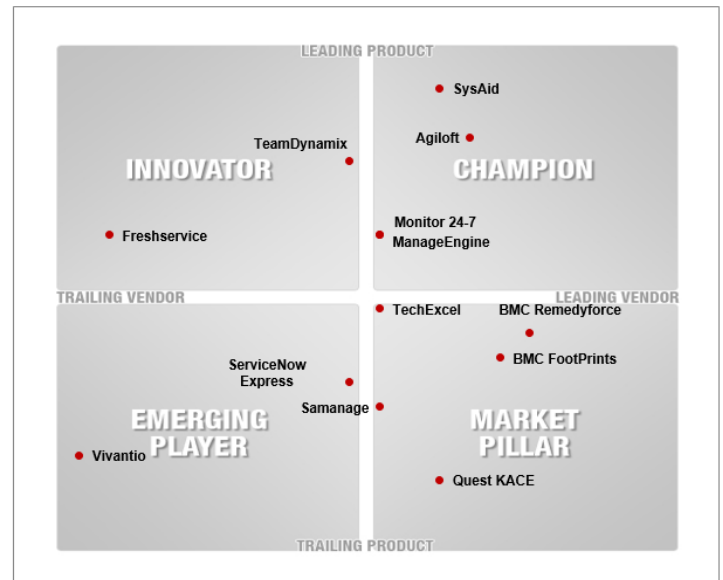 LEADING PRODUCT
SysAid
TeamDynamix
Agiloft
INNOVATOR
CHAMPION
Freshservice
Monitor 24-7
ManageEngine
TRAILING VENDOR
LEADING VENDOR
TechExcel
BMC Remedyforce
BMC FootPrints
ServiceNow
Express
Samanage
EMERGING
PLAYER
MARKET
PILLAR
Vivantio
Quest KACE
TRAILING PRODUCT